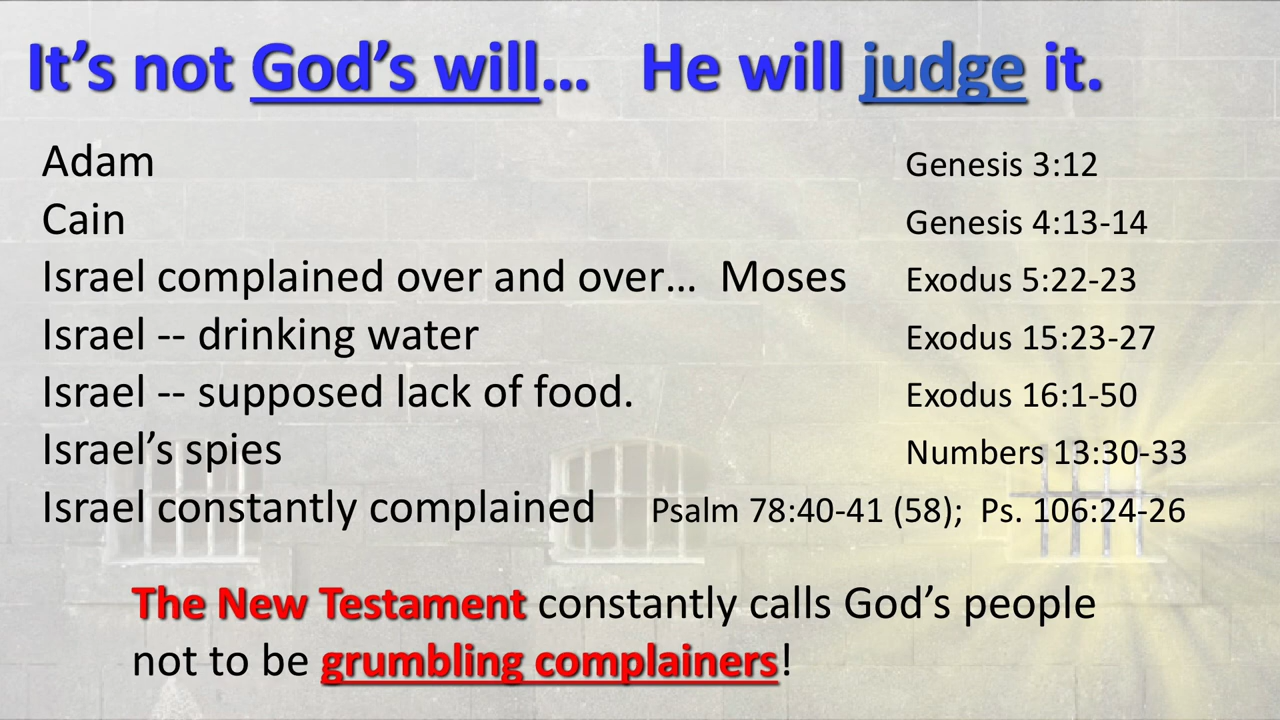 It’s not God’s will… He will judge it.
Adam Genesis 3:12
Cain Genesis 4:13-14
Israel complained over and over… Moses Exodus 5:22-23
Israel -- drinking water Exodus 15:23-27
Israel -- supposed lack of food. Exodus 16:1-50
Israel’s spies Numbers 13:30-33
Israel constantly complained Psalm 78:40-41 (58); Ps. 106:24-26
The New Testament constantly calls God’s people
not to be grumbling complainers!